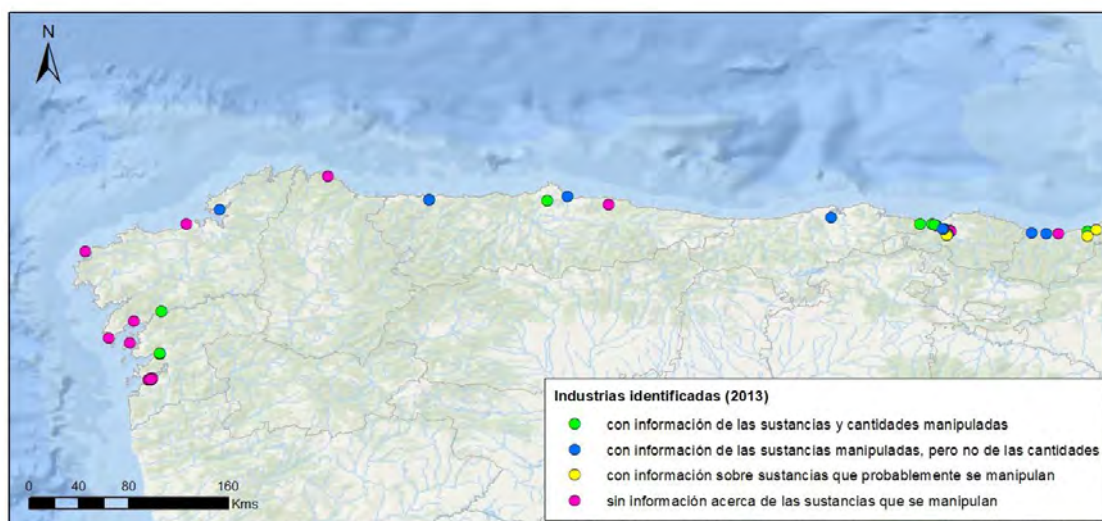 N
Industrias identificadas (2013)
con información de las sustancias y cantidades manipuladas
con información de las sustancias manipuladas, pero no de las cantidades
con información sobre sustancias que probablemente se manipulan
sin información acerca de las sustancias que se manipulan
0 20 40 80 120 160
Kms